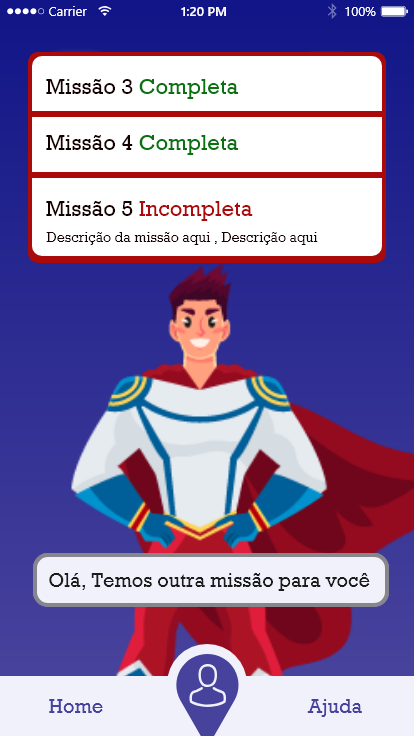 Carrier 1:20 PM 100%
Missão 3 Completa
Missão 4 Completa
Missão 5 Incompleta
Descrição da missão aqui , Descrição aqui
Olá, Temos outra missão para você
Home Ajuda